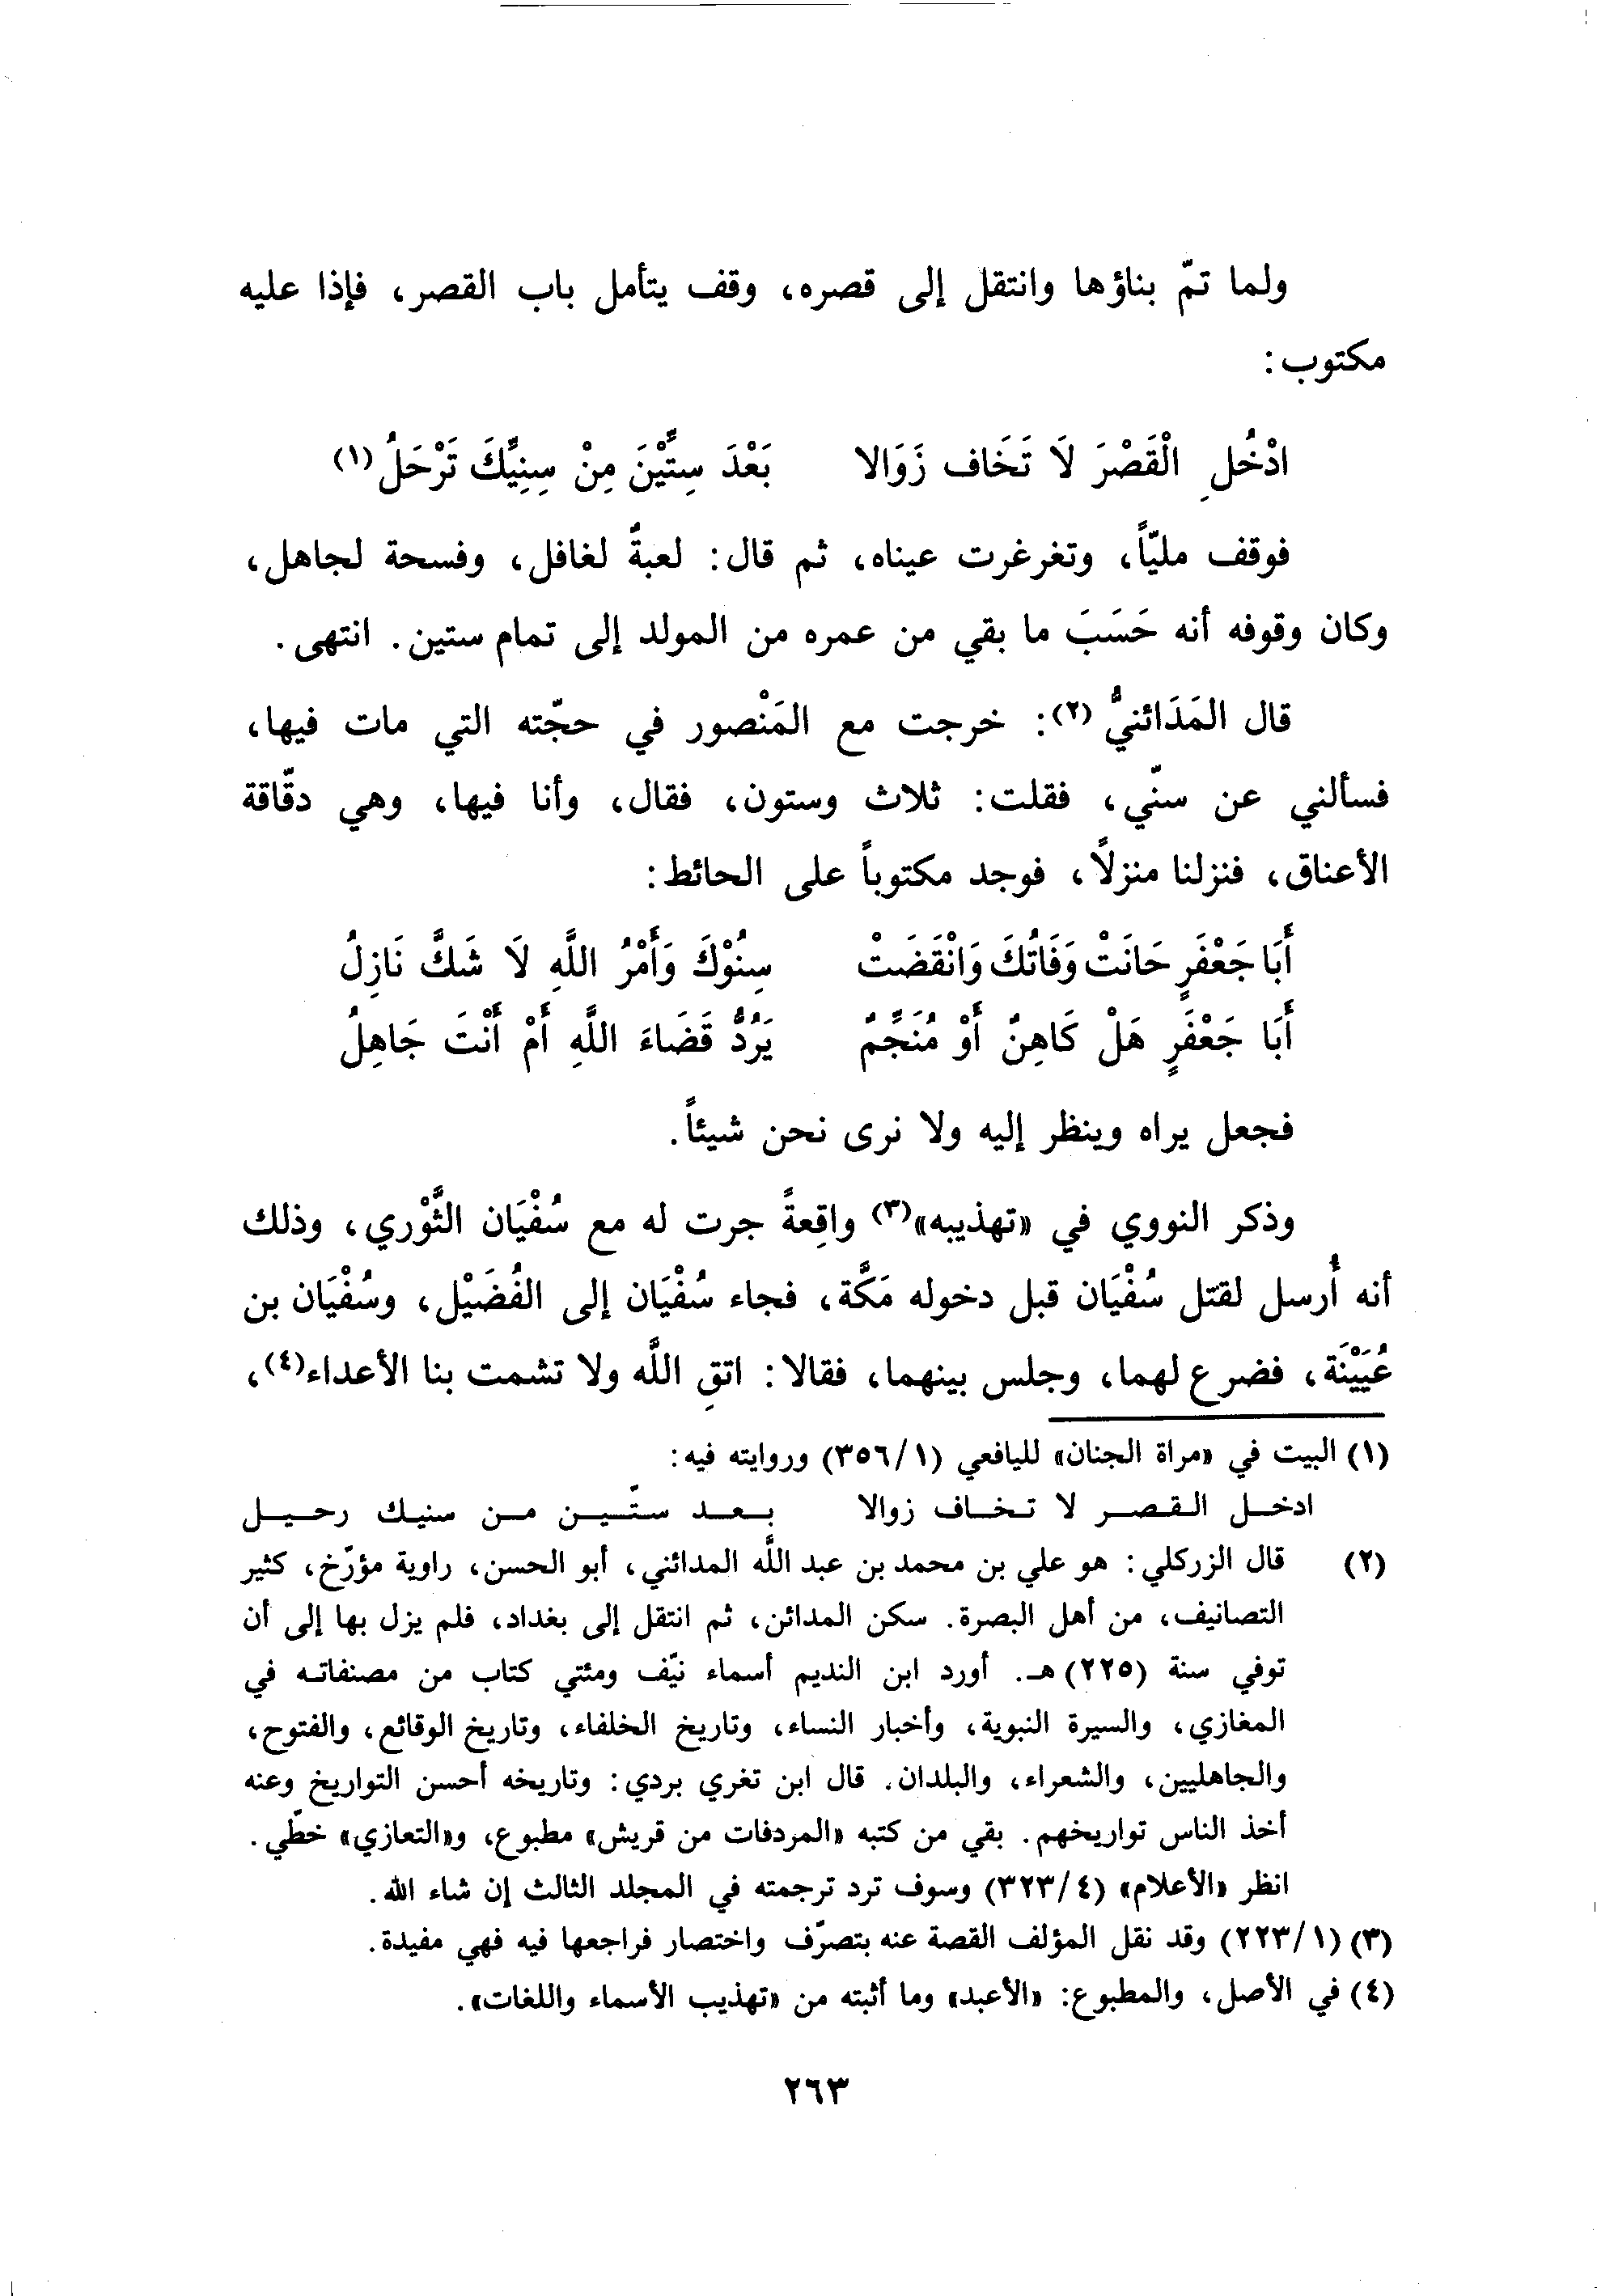 ولما تمّ بناؤها وانتقل إلى قصره، وقف يتأمل باب القصر، فإذا عليه
مكتوب:
ادْخُلِ الْقَصْرَ لَا تَخَاف زَوَالا بَعْدَ سِتَّيْنَ مِنْ سِنِيَّكَ تَرْحَلُ (١)
فوقف مليّاً، وتغرغرت عيناه، ثم قال: لعبةٌ لغافل، وفسحة لجاهل،
وكان وقوفه أنه حَسَبَ ما بقي من عمره من المولد إلى تمام ستين. انتهى.
قال المَدَائنيُّ (٢): خرجت مع المَنْصور في حجّته التي مات فيها،
فسألني عن سنّي، فقلت: ثلاث وستون، فقال، وأنا فيها، وهي دقّاقة
الأعناق، فنزلنا منزلاً، فوجد مكتوباً على الحائط:
أَبَا جَعْفَرٍ حَانَتْ وَفَاتُكَ وَانْقَضَتْ سِنُوْكَ وَأَمْرُ اللَّهِ لَا شَكَّ نَازِلُ
أَبَا جَعْفَرٍ هَلْ كَاهِنٌ أَوْ مُنَجِّمٌ يَرُدُّ قَضَاءَ اللَّهِ أَمْ أَنْتَ جَاهِلُ
فجعل يراه وينظر إليه ولا نرى نحن شيئاً.
وذكر النووي في «تهذيبه»(٣) واقِعةً جرت له مع سُفْيَان الثَّوْري، وذلك
أنه أُرسل لقتل سُفْيَان قبل دخوله مَكَّة، فجاء سُفْيَان إلى الفُضَيْل، وسُفْيَان بن
عُيَيْنَة، فضرع لهما، وجلس بينهما، فقالا: اتقِ اللَّه ولا تشمت بنا الأعداء(٤)،
(١) البيت في «مراة الجنان» لليافعي (١/ ٣٥٦) وروايته فيه:
ادخل القصر لا تخاف زوالا بعد ستّين من سنيك رحيل
(٢) قال الزركلي: هو علي بن محمد بن عبد اللَّه المدائني، أبو الحسن، راوية مؤرّخ، كثير
التصانيف، من أهل البصرة. سكن المدائن، ثم انتقل إلى بغداد، فلم يزل بها إلى أن
توفي سنة (٢٢٥) هـ. أورد ابن النديم أسماء نيّف ومئتي كتاب من مصنفاته في
المغازي، والسيرة النبوية، وأخبار النساء، وتاريخ الخلفاء، وتاريخ الوقائع، والفتوح،
والجاهليين، والشعراء، والبلدان. قال ابن تغري بردي: وتاريخه أحسن التواريخ وعنه
أخذ الناس تواريخهم. بقي من كتبه «المردفات من قريش» مطبوع، و«التعازي» خطّي.
انظر «الأعلام» (٤/ ٣٢٣) وسوف ترد ترجمته في المجلد الثالث إن شاء الله.
(٣) (١/ ٢٢٣) وقد نقل المؤلف القصة عنه بتصرّف واختصار فراجعها فيه فهي مفيدة.
(٤) في الأصل، والمطبوع: «الأعبد» وما أثبته من «تهذيب الأسماء واللغات».
٢٦٣